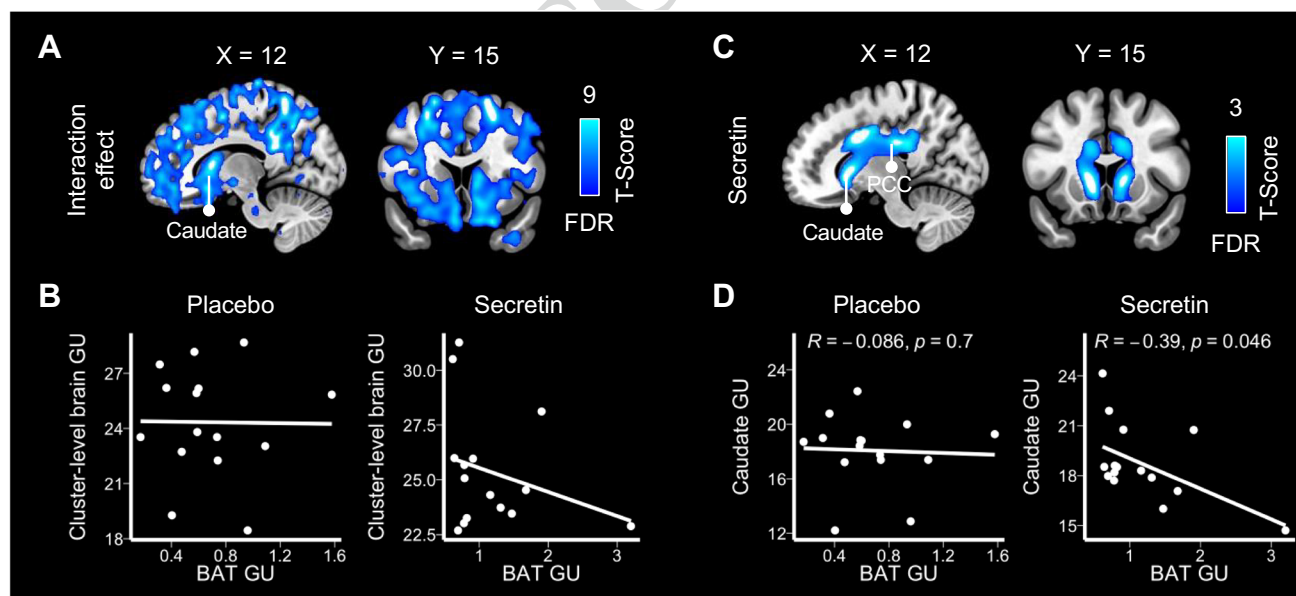 A
X = 12
Y = 15
Interaction effect
9
T-Score
FDR
Caudate
C
X = 12
Y = 15
Secretin
3
T-Score
FDR
PCC
Caudate
B
Placebo
Cluster-level brain GU
27
24
21
18
0.4 0.8 1.2 1.6
BAT GU
Secretin
Cluster-level brain GU
30.0
27.5
25.0
22.5
1 2 3
BAT GU
D
Placebo
R = −0.086, p = 0.7
Caudate GU
24
20
16
12
0.4 0.8 1.2 1.6
BAT GU
Secretin
R = −0.39, p = 0.046
Caudate GU
24
21
18
15
1 2 3
BAT GU